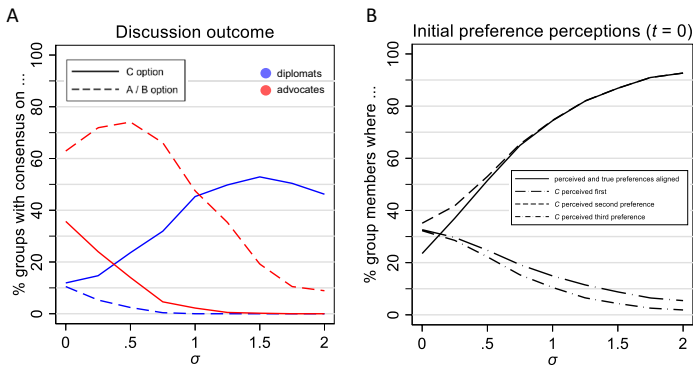 A
Discussion outcome
% groups with consensus on ...
100
80
60
40
20
0
C option
A / B option
diplomats
advocates
0
.5
1
1.5
2
σ
B
Initial preference perceptions (t = 0)
% group members where ...
100
80
60
40
20
0
perceived and true preferences aligned
C perceived first
C perceived second preference
C perceived third preference
0
.5
1
1.5
2
σ